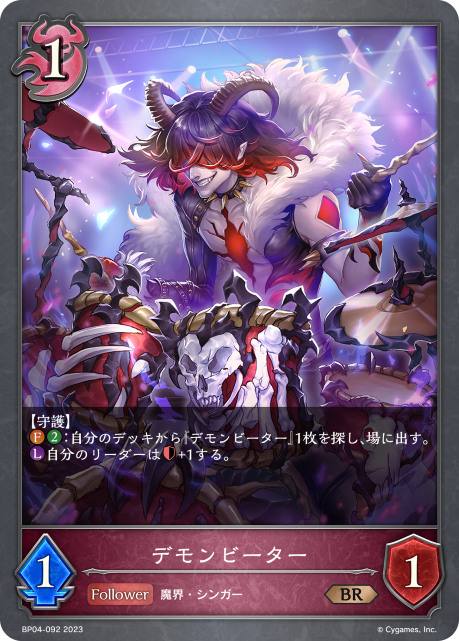 1
【守護】
F 2:自分のデッキから『デモンビーター』1枚を探し、場に出す。
L 自分のリーダーは+1する。
デモンビーター
1
Follower 魔界・シンガー
BR
1
BP04-092 2023
© Cygames, Inc.